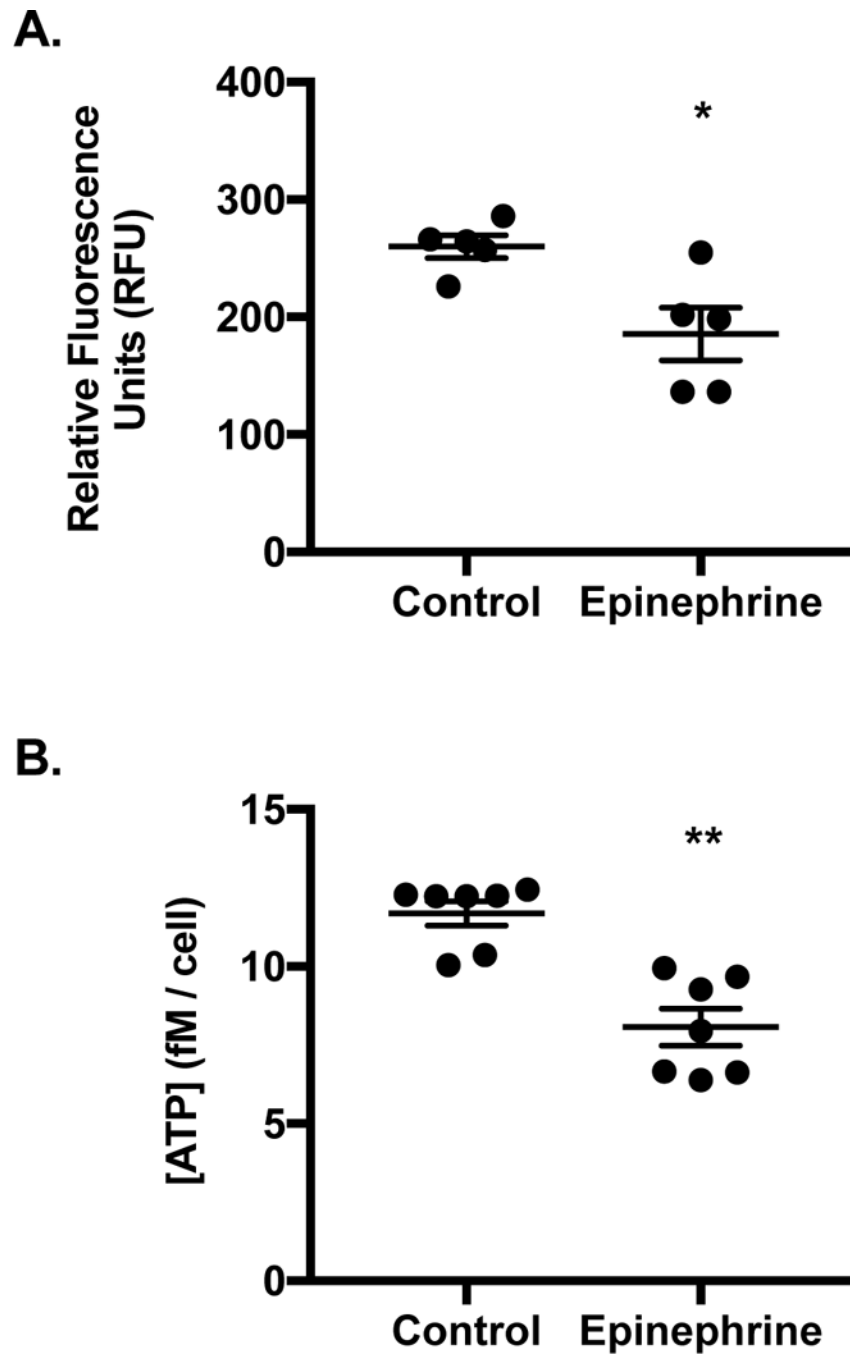 A.
Relative Fluorescence
Units (RFU)
400
300
200
100
0
*
Control Epinephrine
B.
[ATP] (fM / cell)
15
10
5
0
**
Control Epinephrine